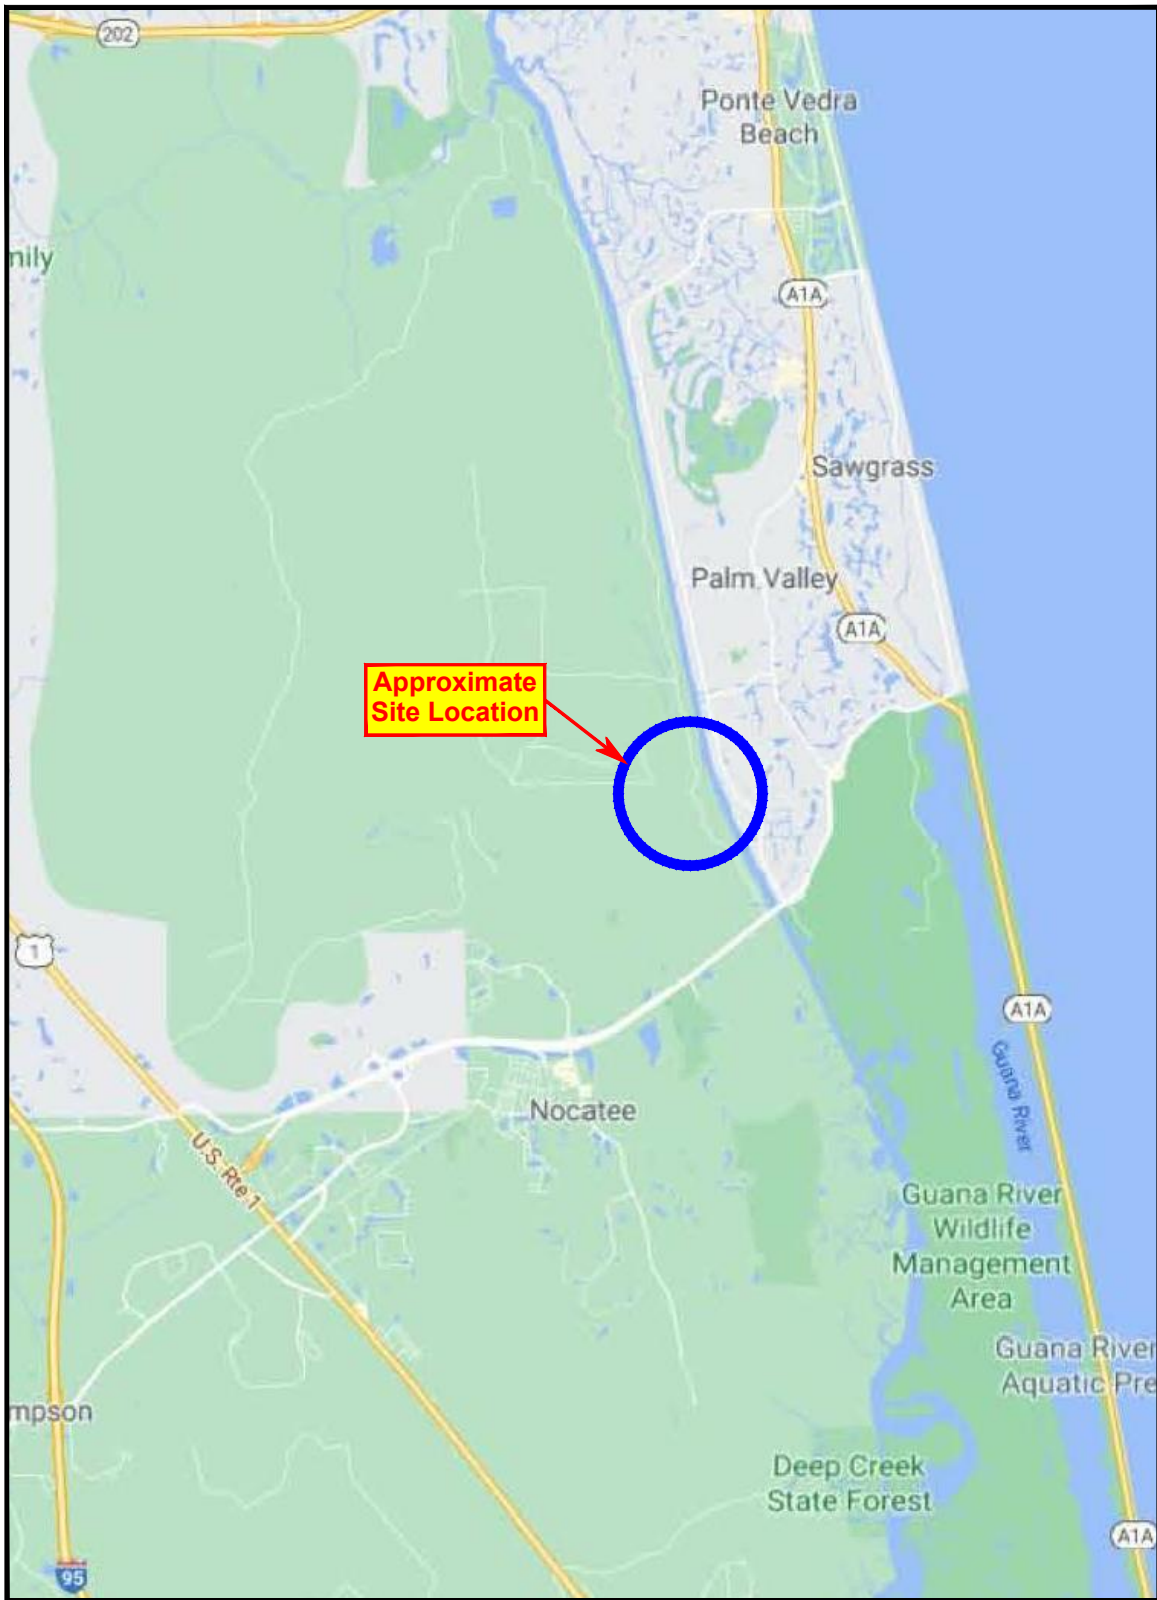 202
Ponte Vedra
Beach
nily
A1A
Sawgrass
Palm Valley
A1A
Approximate
Site Location
1
A1A
Guana River
Nocatee
U.S. Rte 1
Guana River
Wildlife
Management
Area
Guana River
Aquatic Pre
mpson
Deep Creek
State Forest
A1A
95